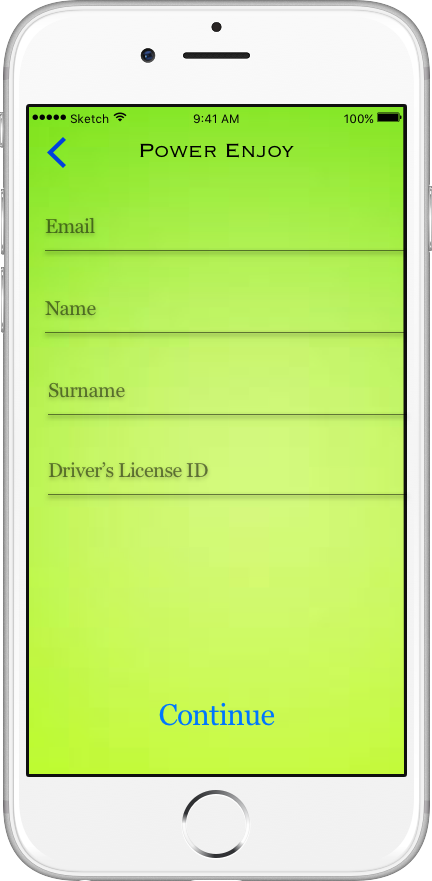 Sketch 9:41 AM 100%
Power Enjoy
Email
Name
Surname
Driver’s License ID
Continue